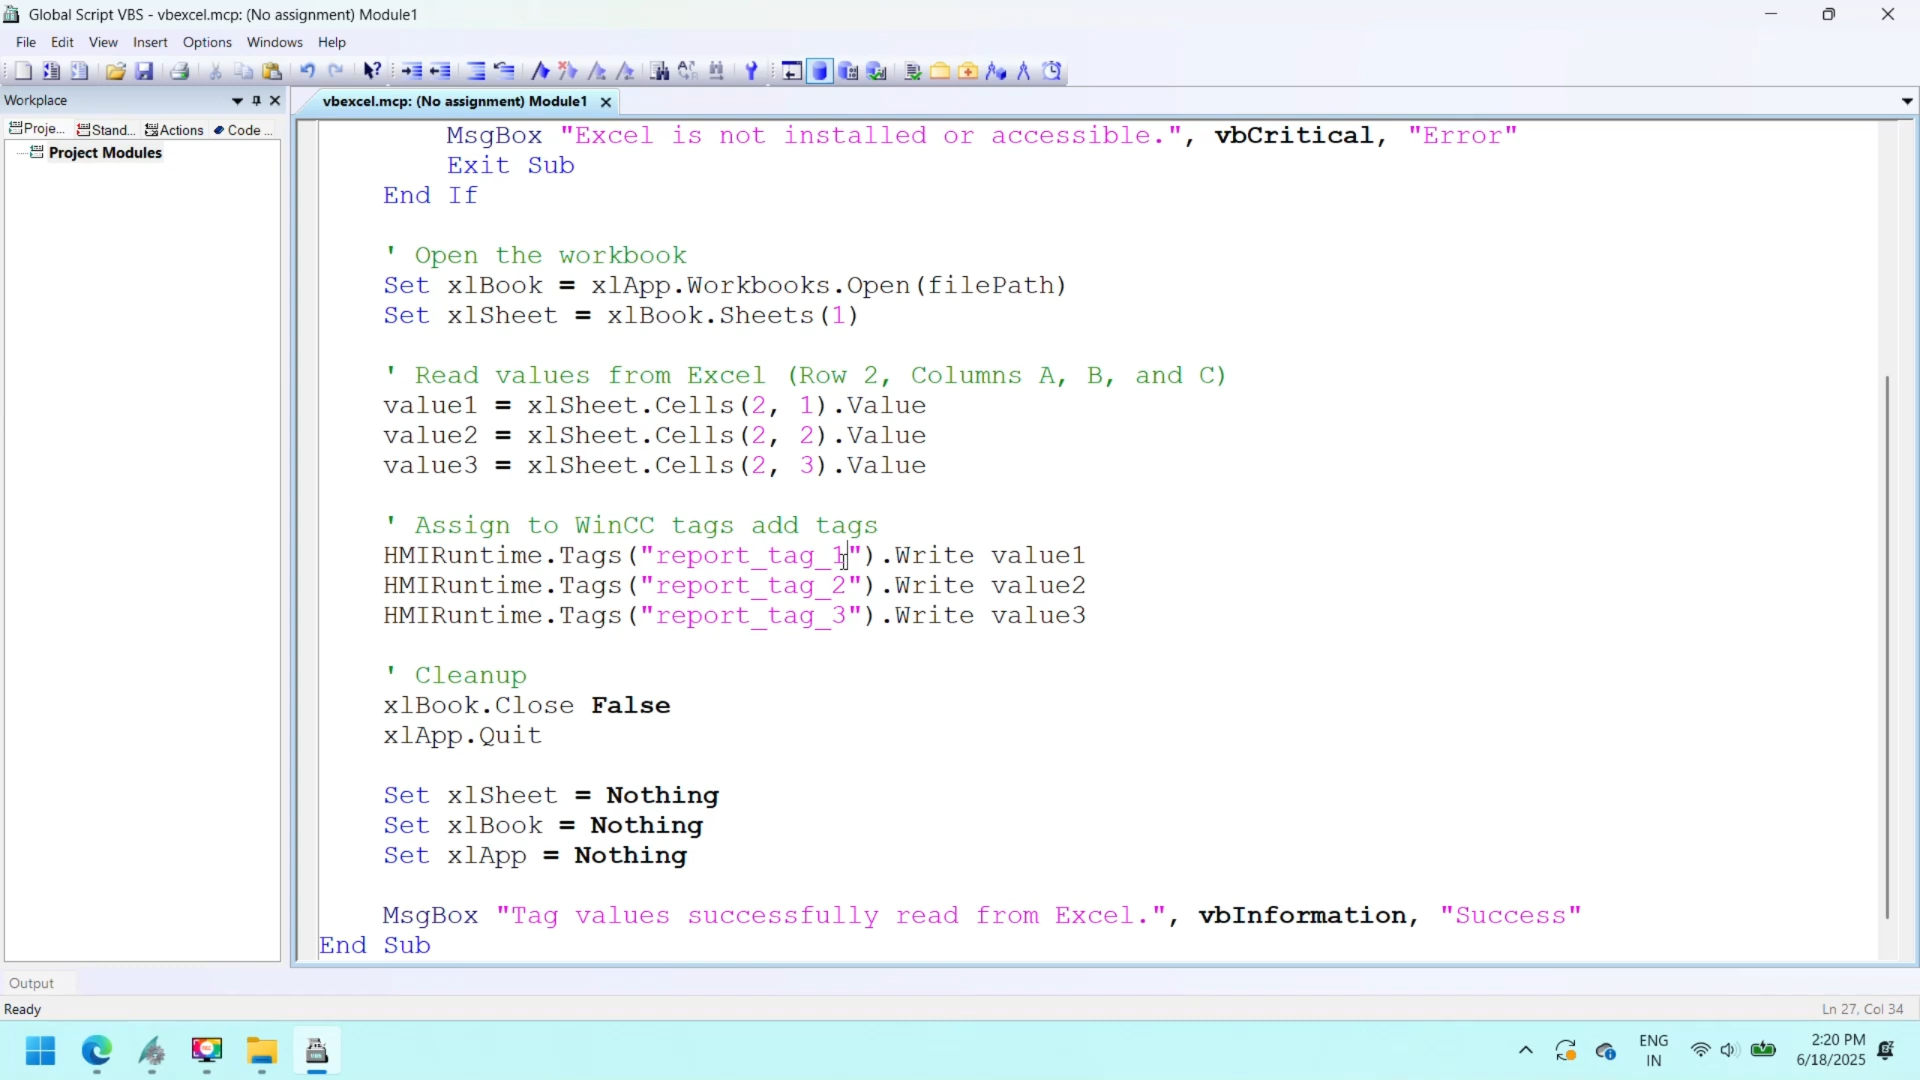 Global Script VBS - vbexcel.mcp: (No assignment) Module1
File Edit View Insert Options Windows Help
Workplace
vbexcel.mcp: (No assignment) Module1
Proje... Stand... Actions Code ...
Project Modules
MsgBox "Excel is not installed or accessible.", vbCritical, "Error"
Exit Sub
End If
' Open the workbook
Set xlBook = xlApp.Workbooks.Open(filePath)
Set xlSheet = xlBook.Sheets(1)
' Read values from Excel (Row 2, Columns A, B, and C)
value1 = xlSheet.Cells(2, 1).Value
value2 = xlSheet.Cells(2, 2).Value
value3 = xlSheet.Cells(2, 3).Value
' Assign to WinCC tags add tags
HMIRuntime.Tags("report_tag_1").Write value1
HMIRuntime.Tags("report_tag_2").Write value2
HMIRuntime.Tags("report_tag_3").Write value3
' Cleanup
xlBook.Close False
xlApp.Quit
Set xlSheet = Nothing
Set xlBook = Nothing
Set xlApp = Nothing
MsgBox "Tag values successfully read from Excel.", vbInformation, "Success"
End Sub
Output
Ready
Ln 27, Col 34
ENG
IN
2:20 PM
6/18/2025